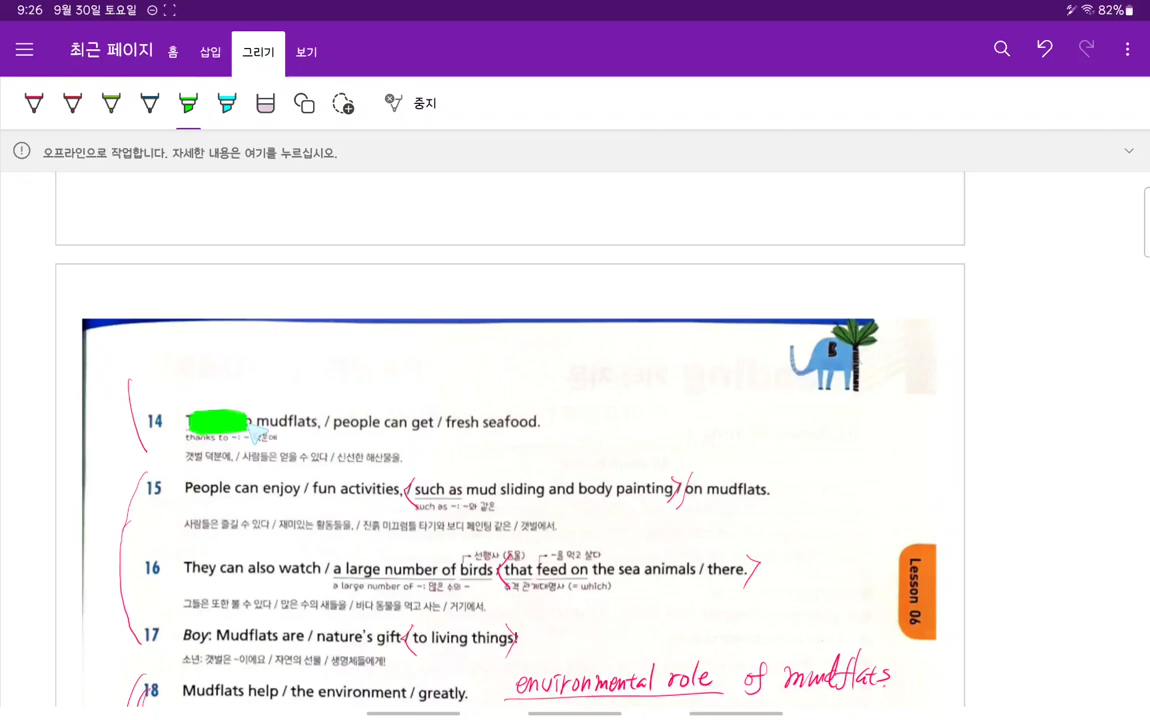 9:26 9월 30일 토요일 82%
최근 페이지 홈 삽입 그리기 보기
중지
오프라인으로 작업합니다. 자세한 내용은 여기를 누르십시오.
14 mudflats, / people can get / fresh seafood.
thanks to ~: ~
갯벌 덕분에, / 사람들은 얻을 수 있다 / 신선한 해산물을.
15 People can enjoy / fun activities, / such as mud sliding and body painting / on mudflats.
such as ~: ~와 같은
사람들은 즐길 수 있다 / 재미있는 활동들을, / 진흙 미끄럼틀 타기와 보디 페인팅 같은 / 갯벌에서.
선행사 (동물) ~을 먹고 살다
16 They can also watch / a large number of birds / that feed on the sea animals / there.
a large number of ~: 많은 수의 ~ 주격 관계대명사 (= which)
그들은 또한 볼 수 있다 / 많은 수의 새들을 / 바다 동물을 먹고 사는 / 거기에서.
17 Boy: Mudflats are / nature's gift / to living things!
소년: 갯벌은 ~이에요 / 자연의 선물 / 생명체들에게!
18 Mudflats help / the environment / greatly.
environmental role of mudflats
Lesson 06